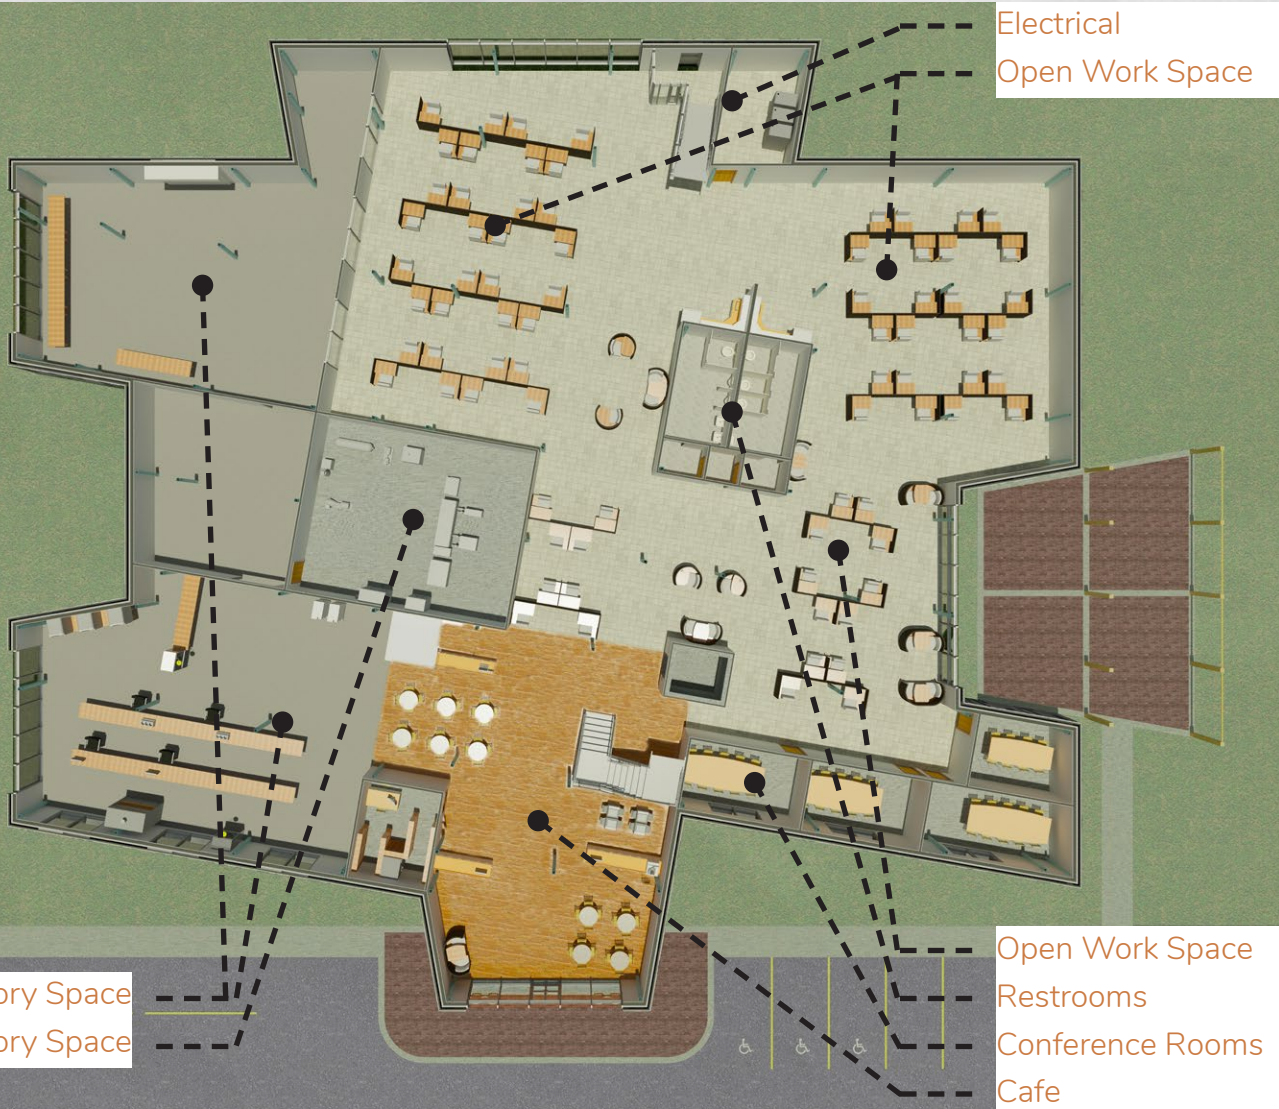 Electrical
Open Work Space
Open Work Space
Restrooms
ory Space
ory Space
Conference Rooms
Cafe